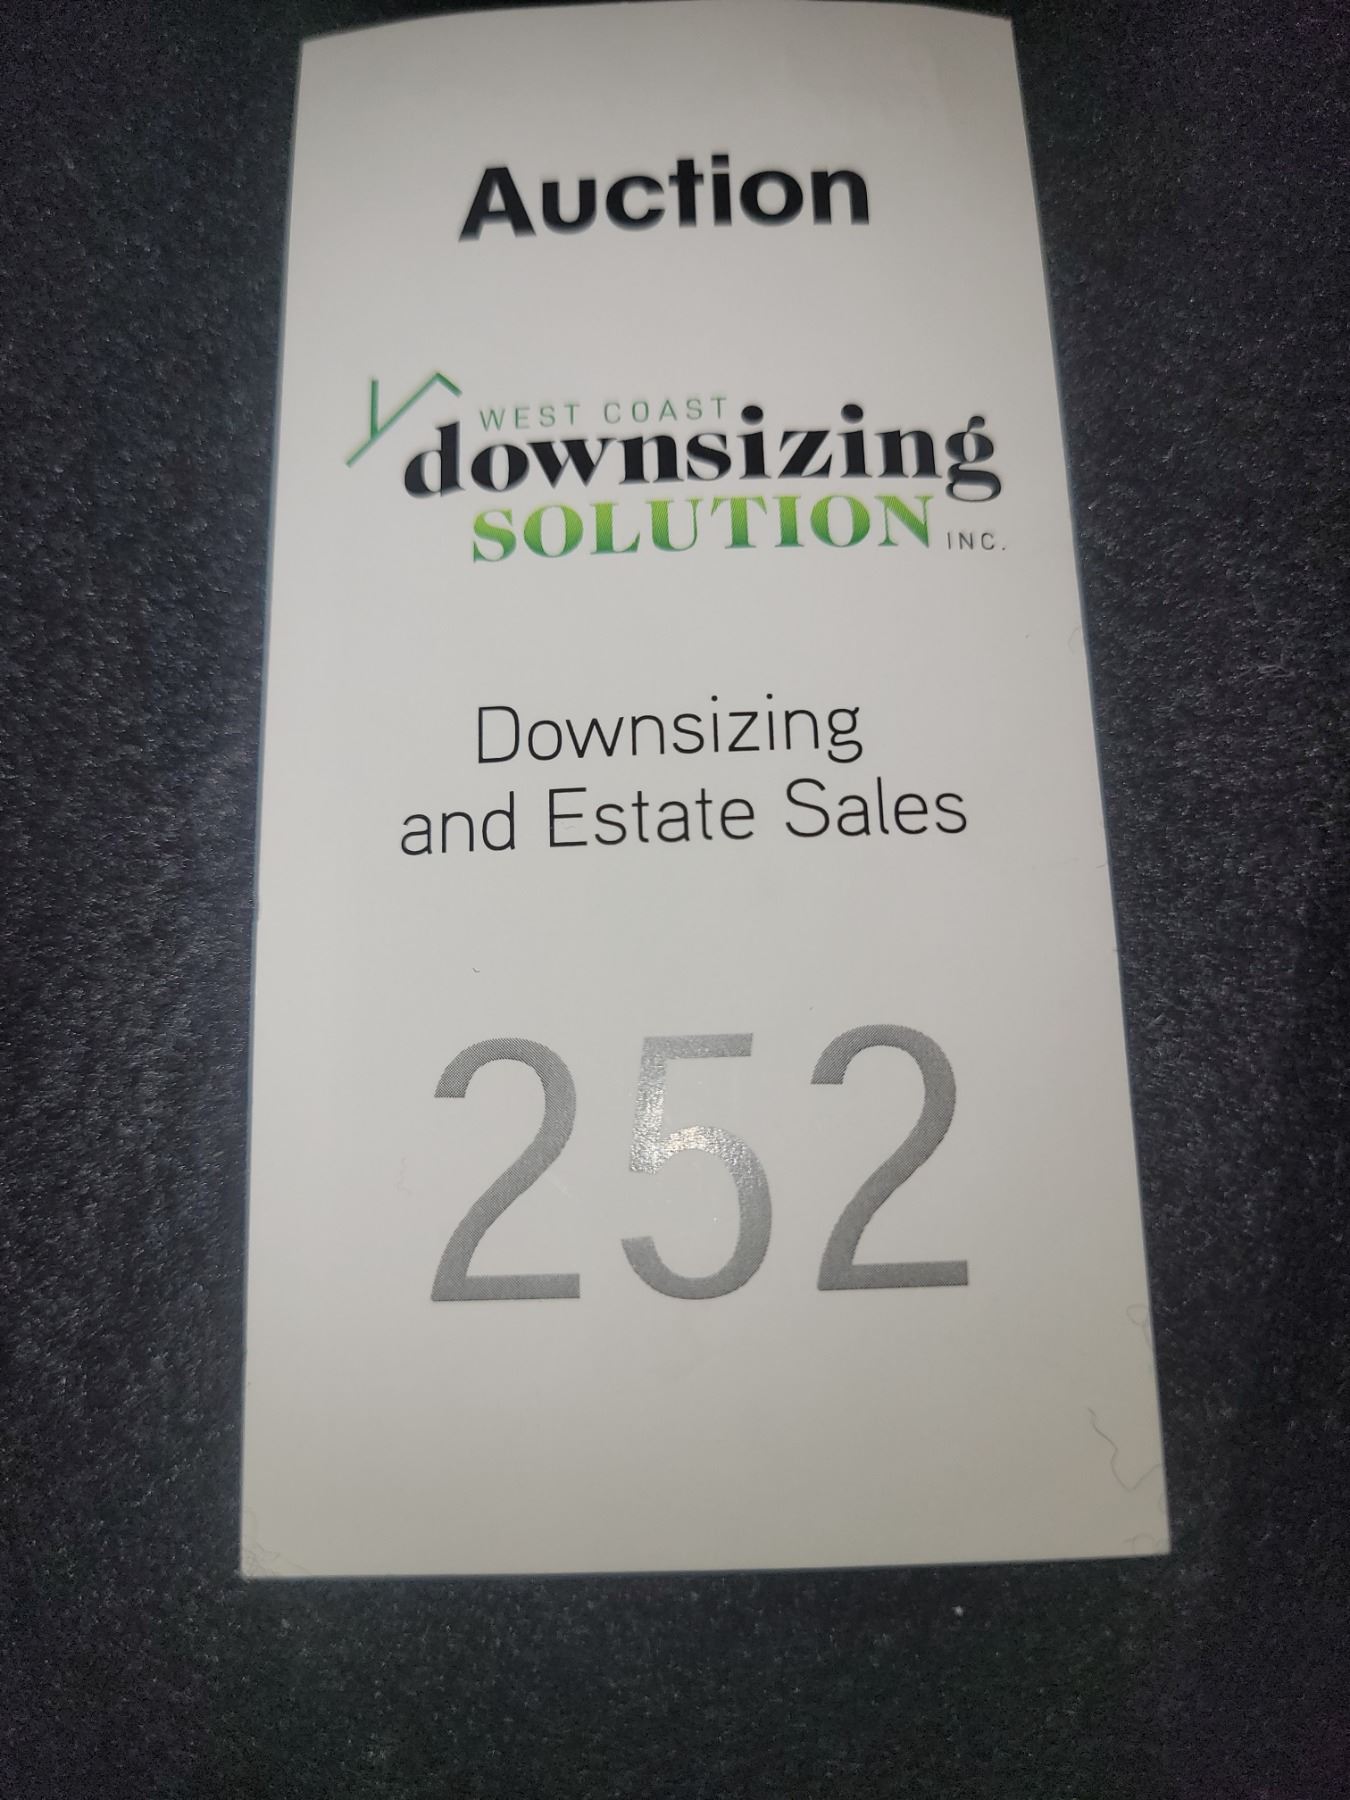 Auction
WEST COAST
downsizing
SOLUTION INC.
Downsizing
and Estate Sales
252